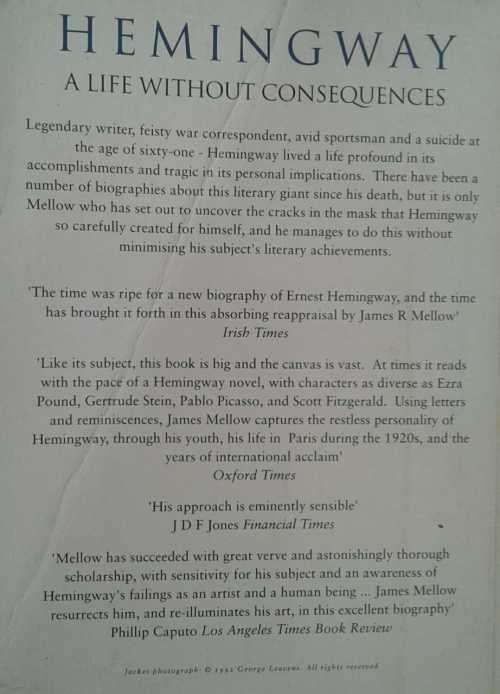 HEMINGWAY
A LIFE WITHOUT CONSEQUENCES
Legendary writer, feisty war correspondent, avid sportsman and a suicide at
the age of sixty-one - Hemingway lived a life profound in its
accomplishments and tragic in its personal implications. There have been a
number of biographies about this literary giant since his death, but it is only
Mellow who has set out to uncover the cracks in the mask that Hemingway
so carefully created for himself, and he manages to do this without
minimising his subject's literary achievements.
'The time was ripe for a new biography of Ernest Hemingway, and the time
has brought it forth in this absorbing reappraisal by James R Mellow'
Irish Times
'Like its subject, this book is big and the canvas is vast. At times it reads
with the pace of a Hemingway novel, with characters as diverse as Ezra
Pound, Gertrude Stein, Pablo Picasso, and Scott Fitzgerald. Using letters
and reminiscences, James Mellow captures the restless personality of
Hemingway, through his youth, his life in Paris during the 1920s, and the
years of international acclaim'
Oxford Times
'His approach is eminently sensible'
J D F Jones Financial Times
'Mellow has succeeded with great verve and astonishingly thorough
scholarship, with sensitivity for his subject and an awareness of
Hemingway's failings as an artist and a human being ... James Mellow
resurrects him, and re-illuminates his art, in this excellent biography'
Phillip Caputo Los Angeles Times Book Review
Jacket photograph: © 1992 George Leavens. All rights reserved